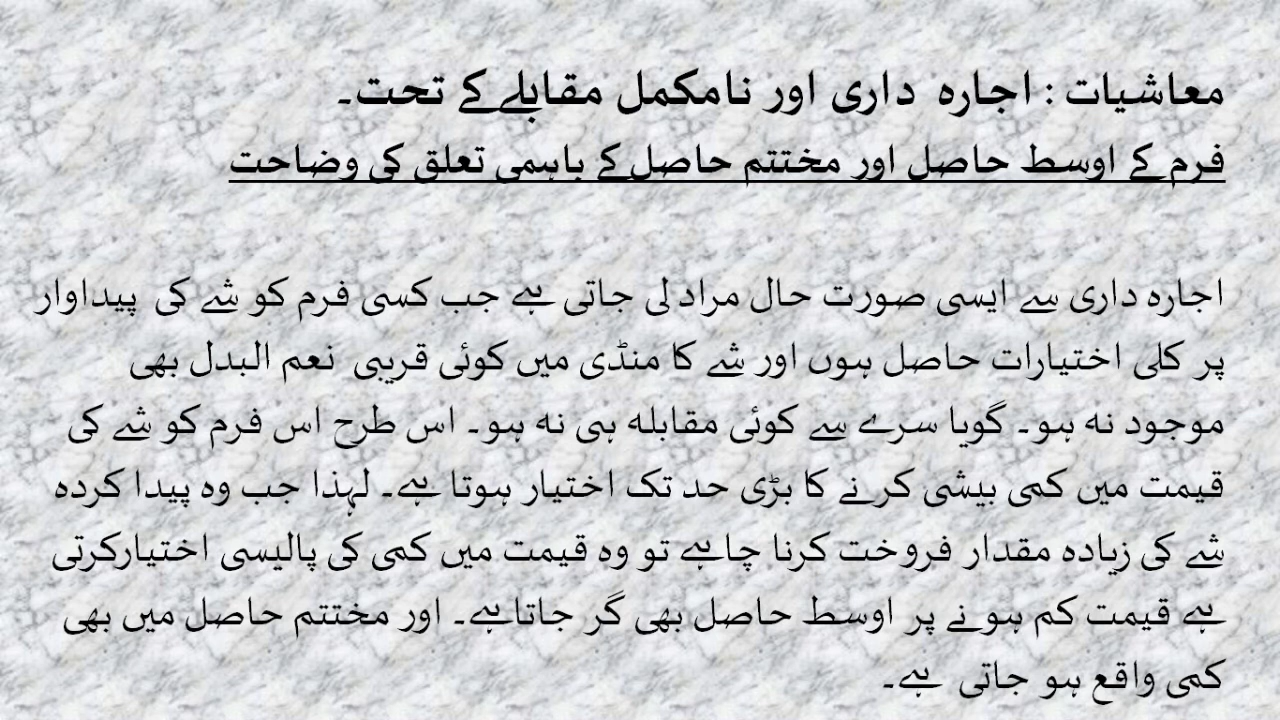 معاشیات : اجارہ داری اور نامکمل مقابلے کے تحت۔
فرم کے اوسط حاصل اور مختتم حاصل کے باہمی تعلق کی وضاحت
اجارہ داری سے ایسی صورت حال مراد لی جاتی ہے جب کسی فرم کو شے کی پیداوار
پر کلی اختیارات حاصل ہوں اور شے کا منڈی میں کوئی قریبی نعم البدل بھی
موجود نہ ہو۔ گویا سرے سے کوئی مقابلہ ہی نہ ہو۔ اس طرح اس فرم کو شے کی
قیمت میں کمی بیشی کرنے کا بڑی حد تک اختیار ہوتا ہے۔ لہذا جب وہ پیدا کردہ
شے کی زیادہ مقدار فروخت کرنا چاہے تو وہ قیمت میں کمی کی پالیسی اختیارکرتی
ہے قیمت کم ہونے پر اوسط حاصل بھی گر جاتاہے۔ اور مختتم حاصل میں بھی
کمی واقع ہو جاتی ہے۔